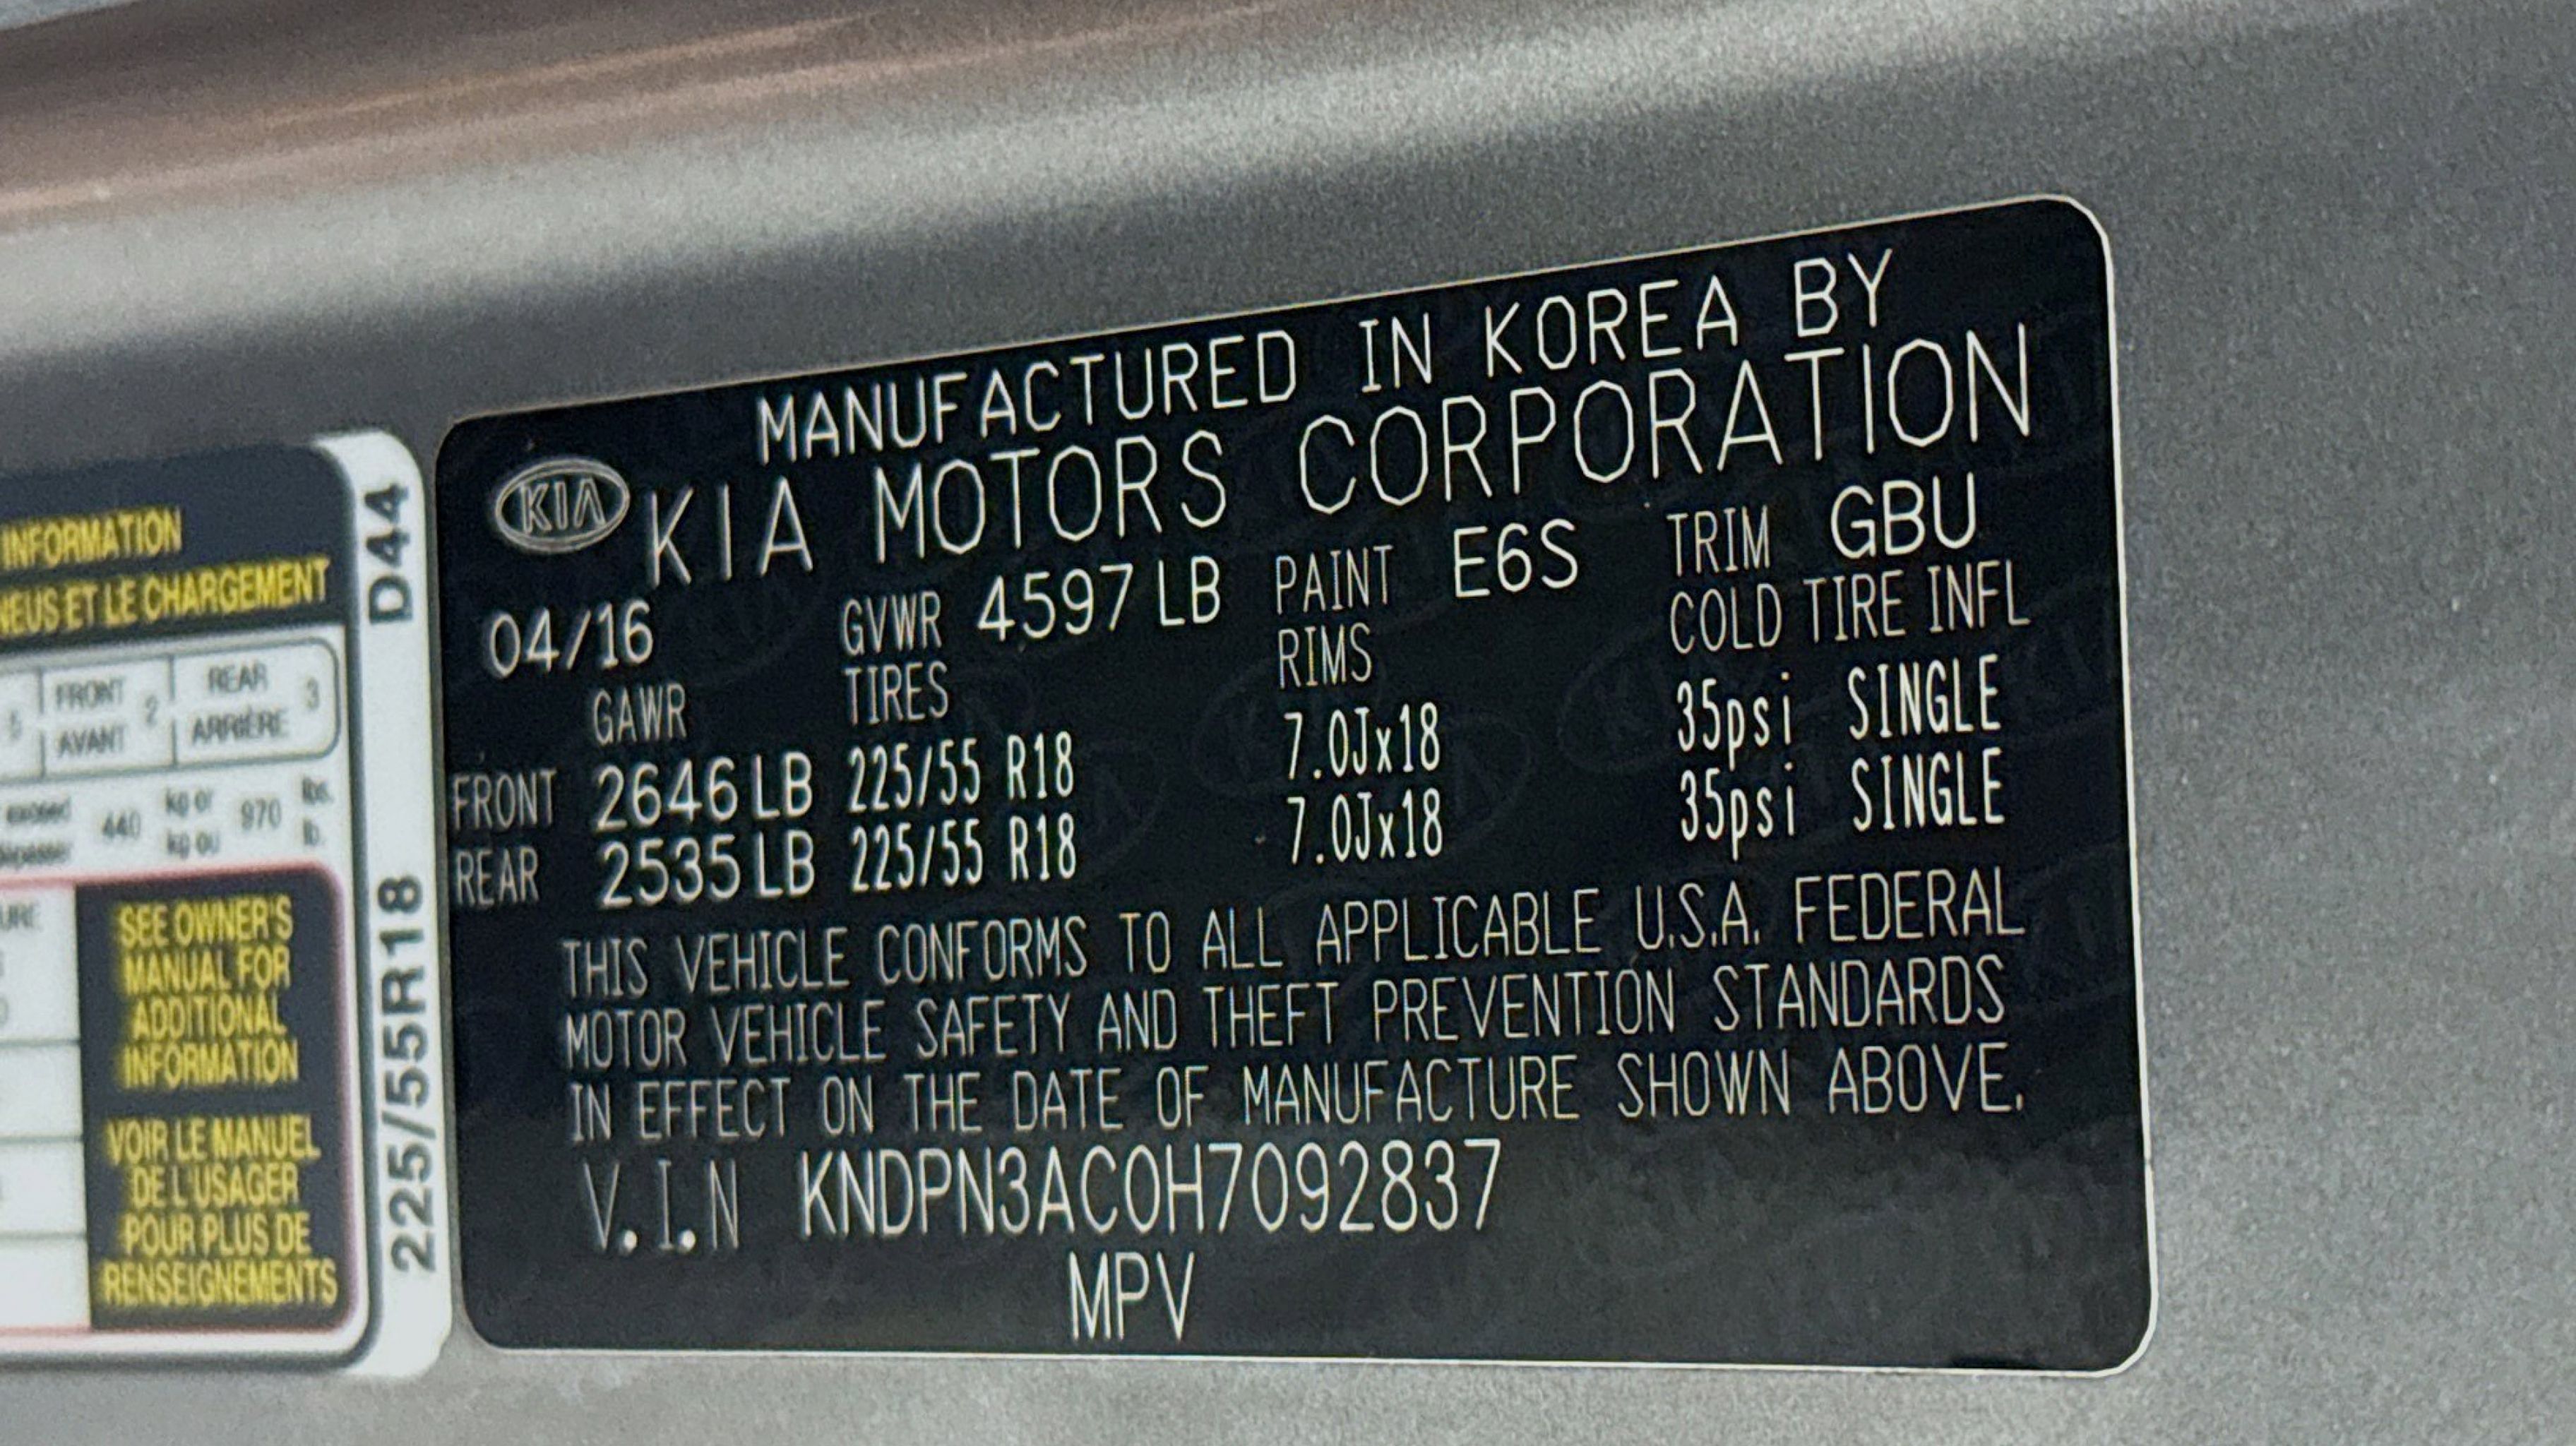 INFORMATION
NEUS ET LE CHARGEMENT
FRONT 2 REAR 3
AVANT ARRIÈRE
kg or lbs.
440 970
kg ou lb.
SEE OWNER'S
MANUAL FOR
ADDITIONAL
INFORMATION
VOIR LE MANUEL
DE L'USAGER
POUR PLUS DE
RENSEIGNEMENTS
D44
225/55R18
MANUFACTURED IN KOREA BY
KIA KIA MOTORS CORPORATION
04/16 GVWR 4597 LB PAINT E6S TRIM GBU
GAWR TIRES RIMS COLD TIRE INFL
FRONT 2646 LB 225/55 R18 7.0Jx18 35psi SINGLE
REAR 2535 LB 225/55 R18 7.0Jx18 35psi SINGLE
THIS VEHICLE CONFORMS TO ALL APPLICABLE U.S.A. FEDERAL
MOTOR VEHICLE SAFETY AND THEFT PREVENTION STANDARDS
IN EFFECT ON THE DATE OF MANUFACTURE SHOWN ABOVE.
V.I.N KNDPN3AC0H7092837
MPV